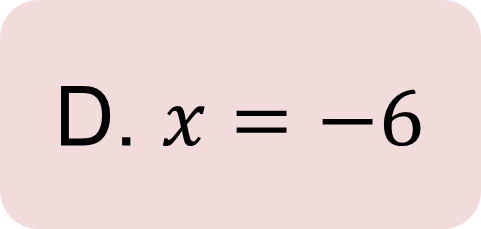 D. x = −6